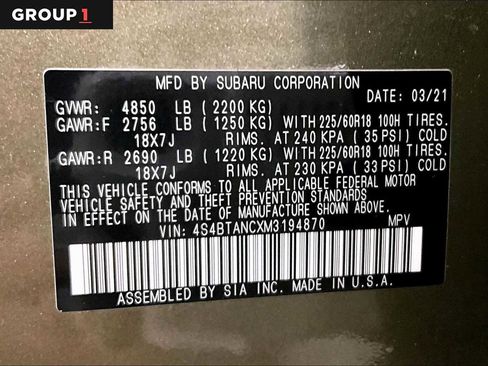 GROUP 1
MFD BY SUBARU CORPORATION
GVWR: 4850 LB (2200 KG) DATE: 03/21
GAWR:F 2756 LB (1250 KG) WITH 225/60R18 100H TIRES.
18X7J RIMS. AT 240 KPA (35 PSI) COLD
GAWR:R 2690 LB (1220 KG) WITH 225/60R18 100H TIRES.
18X7J RIMS. AT 230 KPA (33 PSI) COLD
THIS VEHICLE CONFORMS TO ALL APPLICABLE FEDERAL MOTOR
VEHICLE SAFETY AND THEFT PREVENTION STANDARDS
IN EFFECT ON THE DATE OF MANUFACTURE SHOWN ABOVE.
VIN: 4S4BTANCXM3194870 MPV
ASSEMBLED BY SIA INC. MADE IN U.S.A.